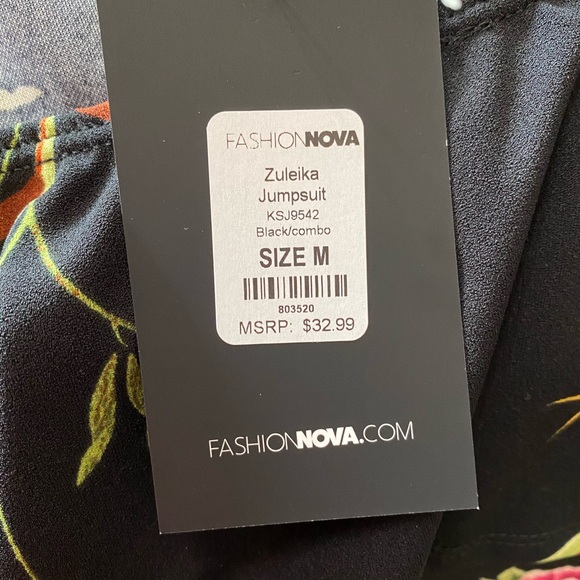 FASHIONNOVA
Zuleika
Jumpsuit
KSJ9542
Black/combo
SIZE M
803520
MSRP: $32.99
FASHIONNOVA.COM